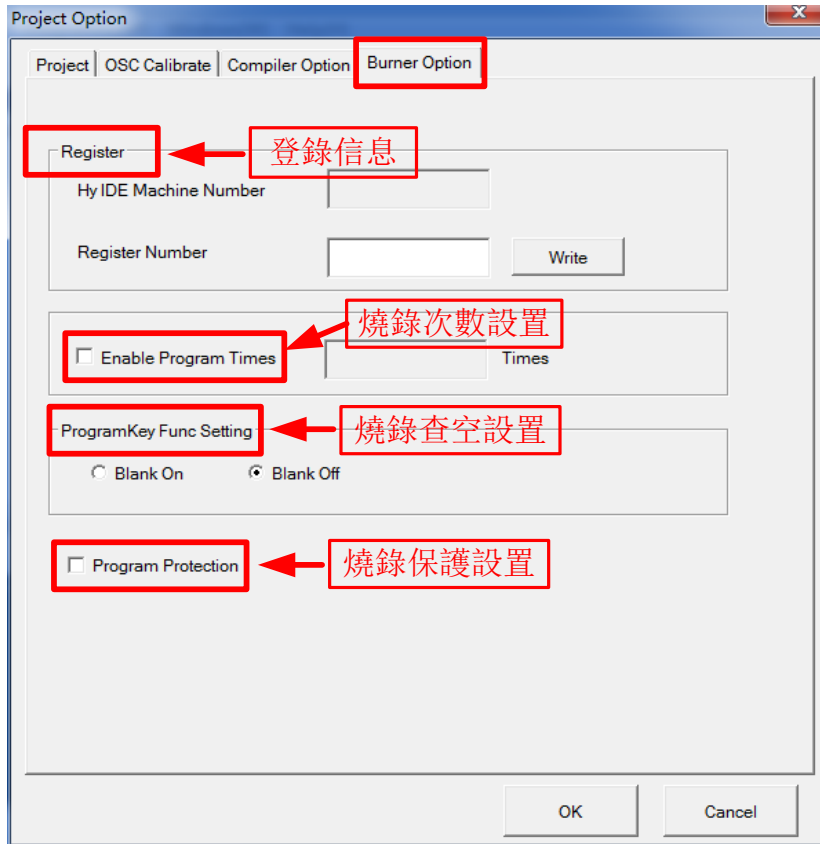 Project Option
Project OSC Calibrate Compiler Option Burner Option
Register 登錄信息
Hy IDE Machine Number
Register Number Write
燒錄次數設置
Enable Program Times Times
ProgramKey Func Setting 燒錄查空設置
Blank On Blank Off
Program Protection 燒錄保護設置
OK Cancel